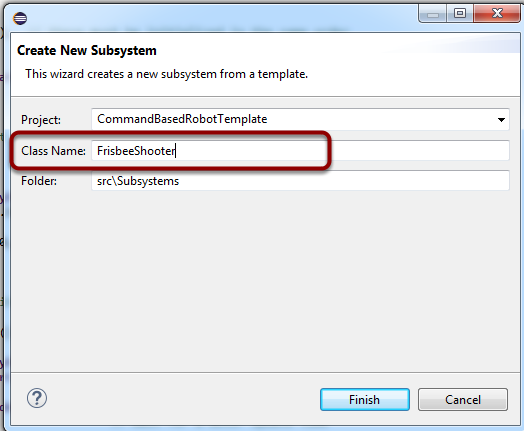 Create New Subsystem
This wizard creates a new subsystem from a template.
Project: CommandBasedRobotTemplate
Class Name: FrisbeeShooter
Folder: src\Subsystems
? Finish Cancel